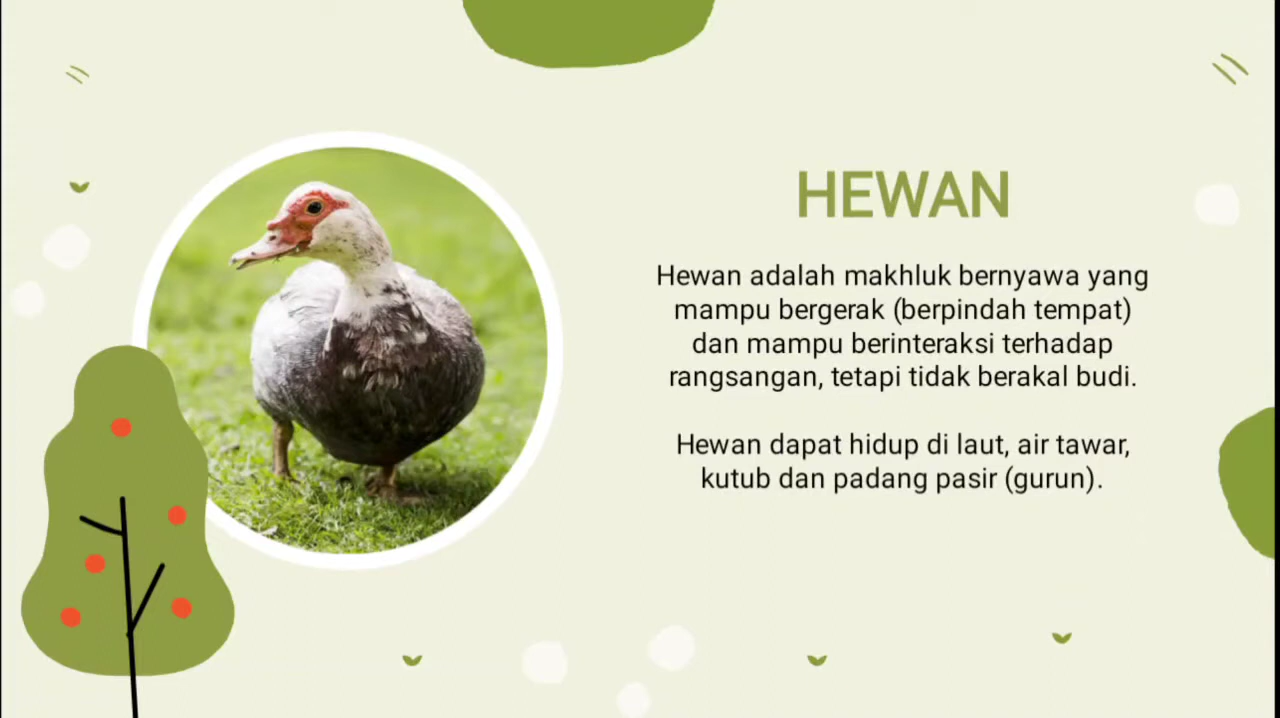 HEWAN
Hewan adalah makhluk bernyawa yang
mampu bergerak (berpindah tempat)
dan mampu berinteraksi terhadap
rangsangan, tetapi tidak berakal budi.
Hewan dapat hidup di laut, air tawar,
kutub dan padang pasir (gurun).